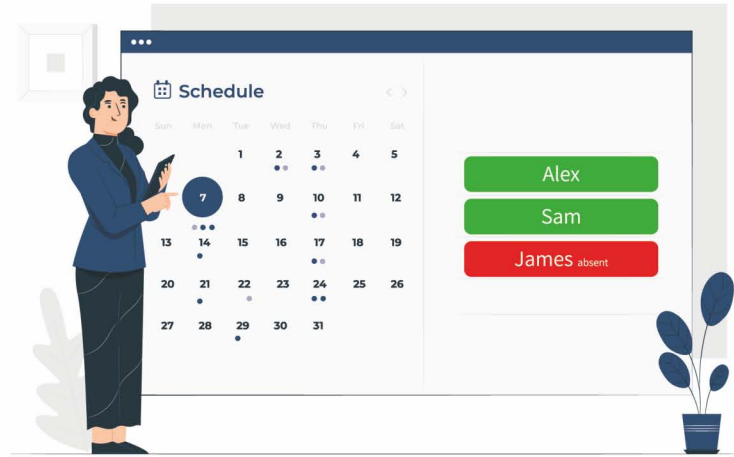 Schedule
Sun Mon Tue Wed Thu Fri Sat
1 2 3 4 5
7 8 9 10 11 12
13 14 15 16 17 18 19
20 21 22 23 24 25 26
27 28 29 30 31
Alex
Sam
James absent